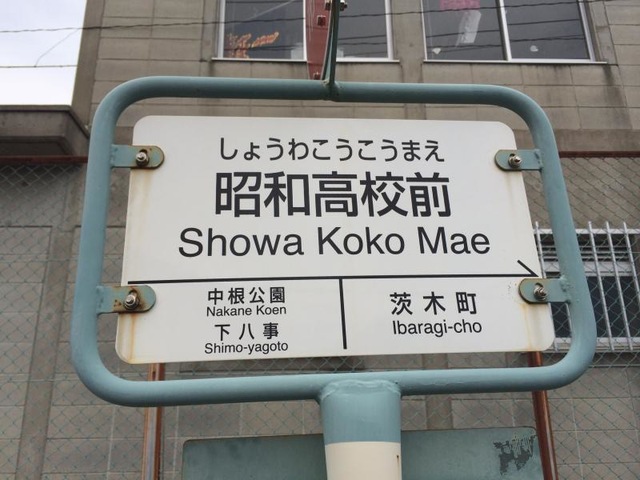 しょうわこうこうまえ
昭和高校前
Showa Koko Mae
中根公園
Nakane Koen
下八事
Shimo-yagoto
茨木町
Ibaragi-cho